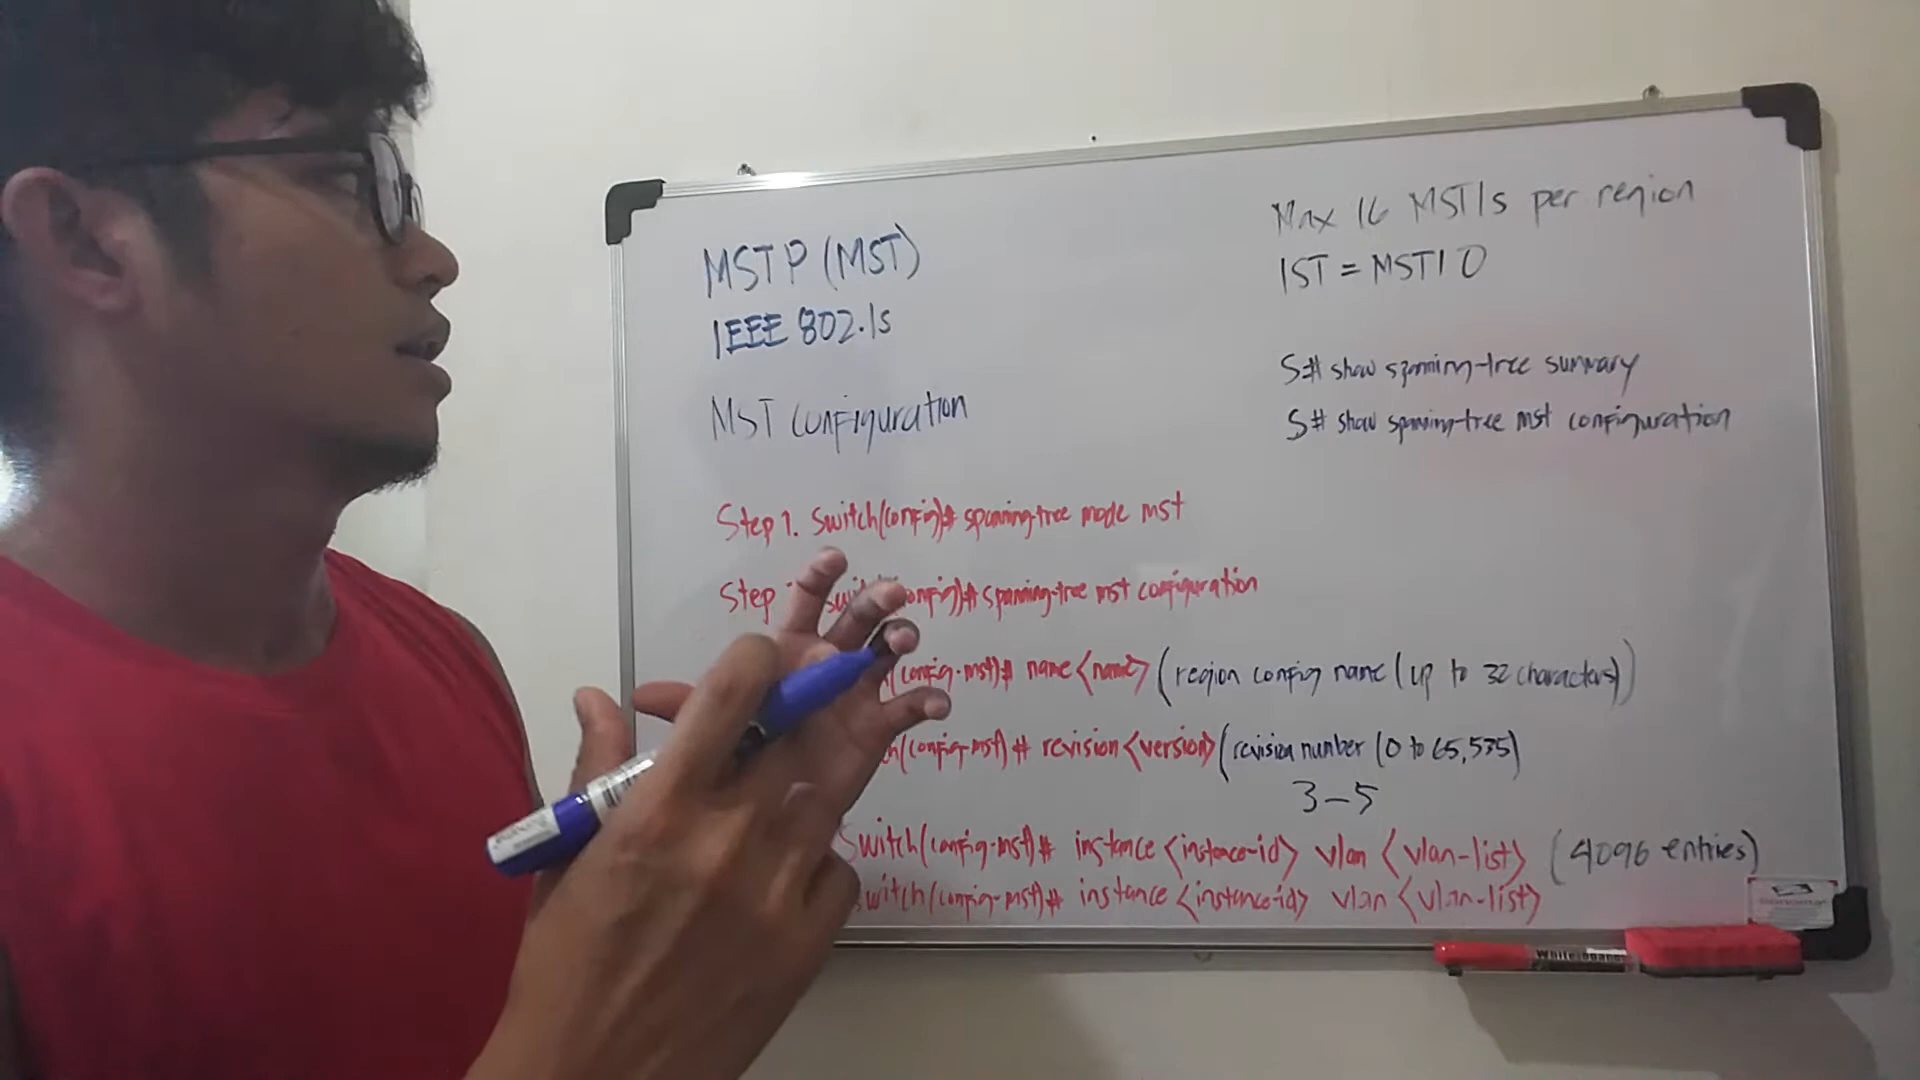 MSTP (MST)
IEEE 802.1s
MST Configuration
Max 16 MSTIs per region
IST = MSTI 0
S# show spanning-tree summary
S# show spanning-tree mst configuration
Step 1. Switch(config)# spanning-tree mode mst
Step config)# spanning-tree mst configuration
(config-mst)# name <name> (region config name (up to 32 characters))
(config-mst)# revision <version> (revision number (0 to 65,535)
3-5
Switch(config-mst)# instance <instance-id> vlan <vlan-list> (4096 entries)
switch(config-mst)# instance <instance-id> vlan <vlan-list>